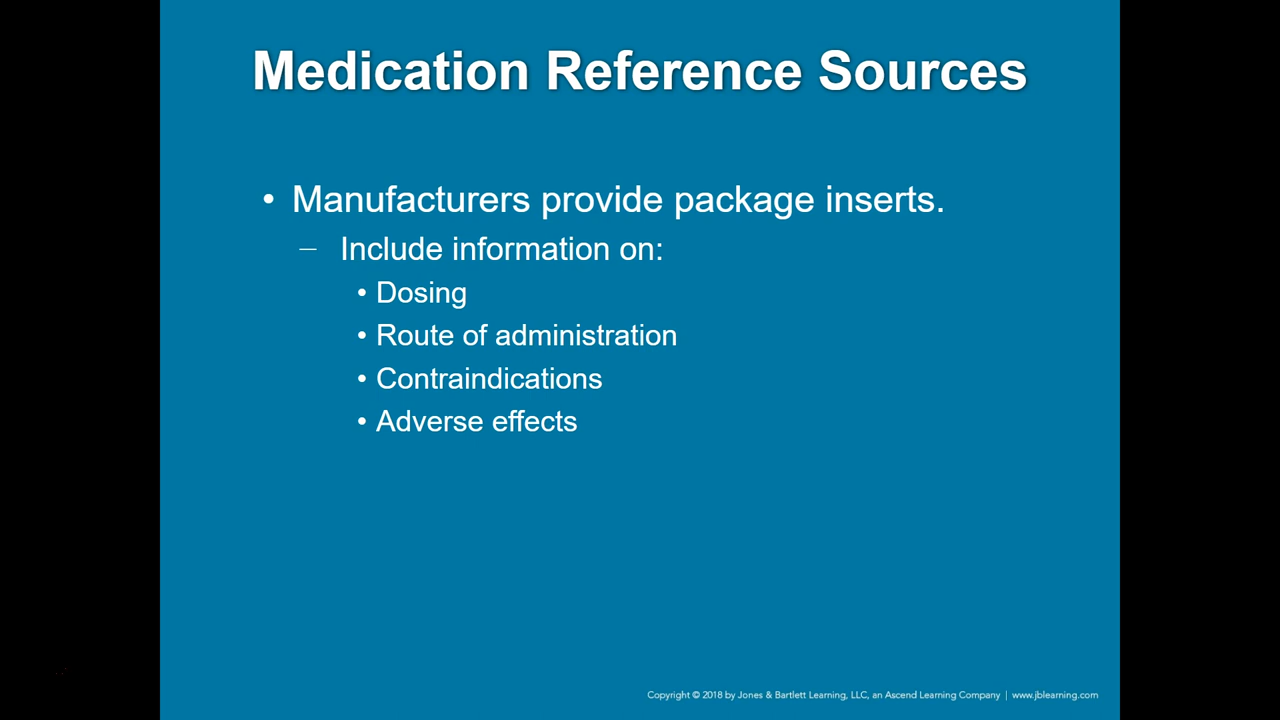 Medication Reference Sources
• Manufacturers provide package inserts.
– Include information on:
• Dosing
• Route of administration
• Contraindications
• Adverse effects
Copyright © 2018 by Jones & Bartlett Learning, LLC, an Ascend Learning Company | www.jblearning.com